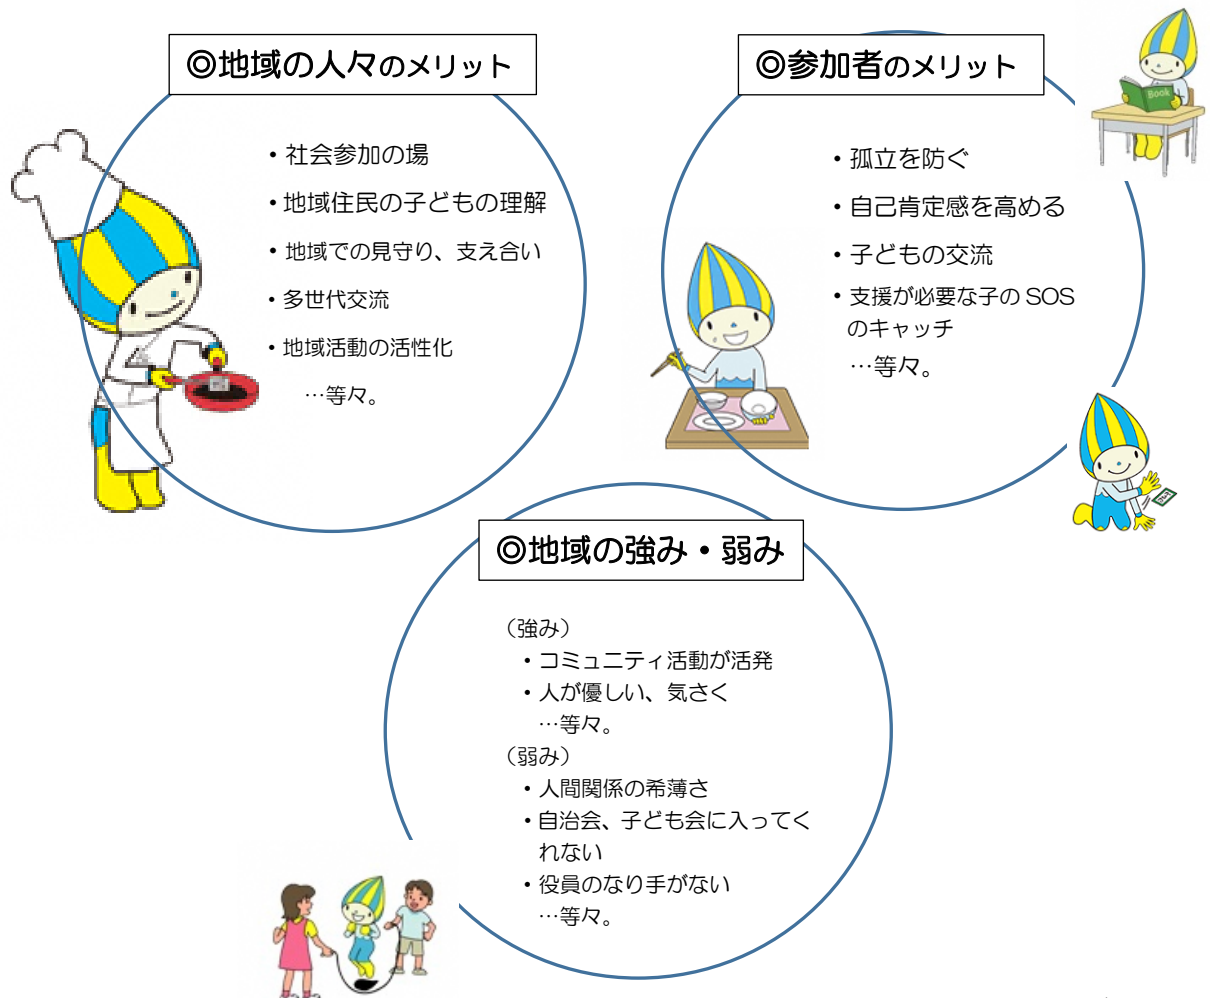 ◎地域の人々のメリット
・社会参加の場
・地域住民の子どもの理解
・地域での見守り、支え合い
・多世代交流
・地域活動の活性化
…等々。
◎参加者のメリット
Book
・孤立を防ぐ
・自己肯定感を高める
・子どもの交流
・支援が必要な子の SOS
のキャッチ
…等々。
◎地域の強み・弱み
（強み）
・コミュニティ活動が活発
・人が優しい、気さく
…等々。
（弱み）
・人間関係の希薄さ
・自治会、子ども会に入ってく
れない
・役員のなり手がない
…等々。